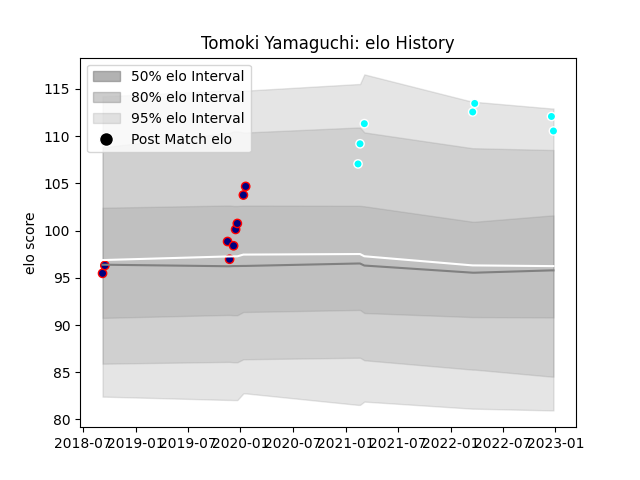 Tomoki Yamaguchi: elo History
50% elo Interval
80% elo Interval
95% elo Interval
Post Match elo
elo score
115
110
105
100
95
90
85
80
2018-07 2019-01 2019-07 2020-01 2020-07 2021-01 2021-07 2022-01 2022-07 2023-01